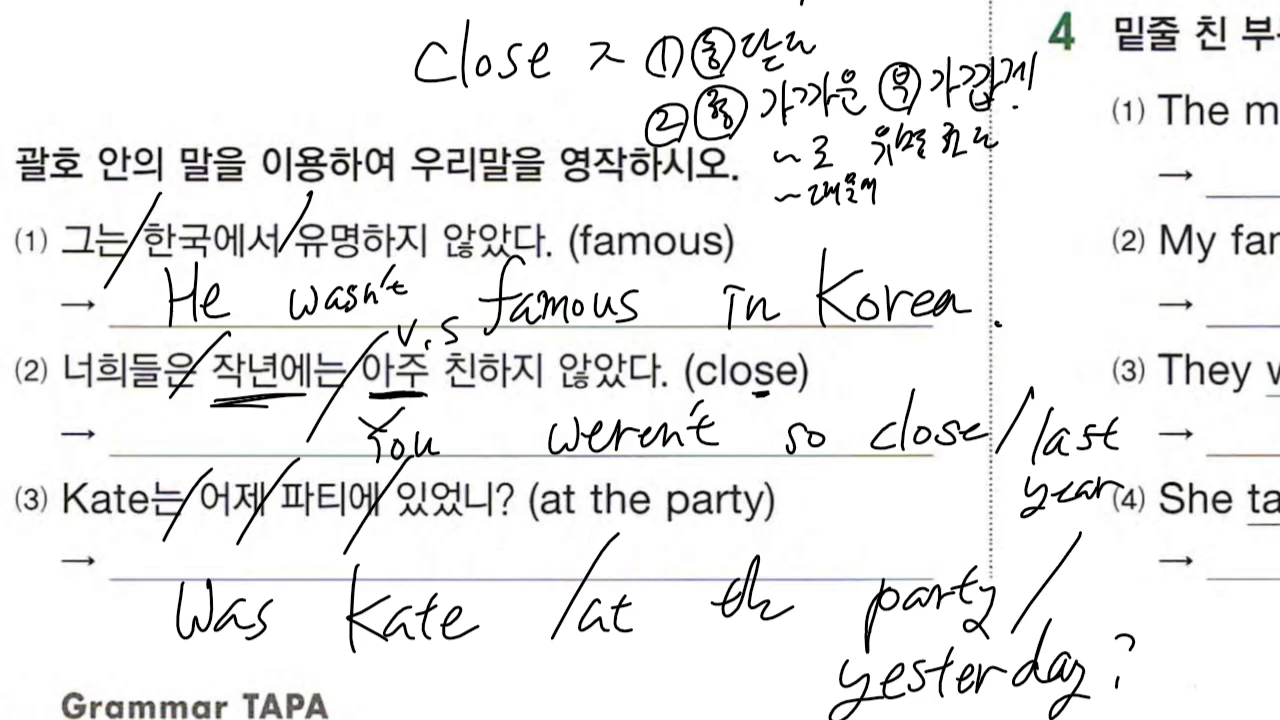 close ㄱ ① 동 닫다
② 형 가까운 부 가깝게
~로
~때문에
괄호 안의 말을 이용하여 우리말을 영작하시오.
(1) 그는/한국에서/유명하지 않았다. (famous)
→ He wasn't famous in Korea.
v.s
(2) 너희들은/작년에는/아주 친하지 않았다. (close)
→ You weren't so close/last
year
(3) Kate는/어제/파티에/있었니? (at the party)
→
Was Kate /at the party/
yesterday?
Grammar TAPA
4 밑줄 친 부
(1) The m
→
(2) My far
→
(3) They w
→
(4) She ta
→